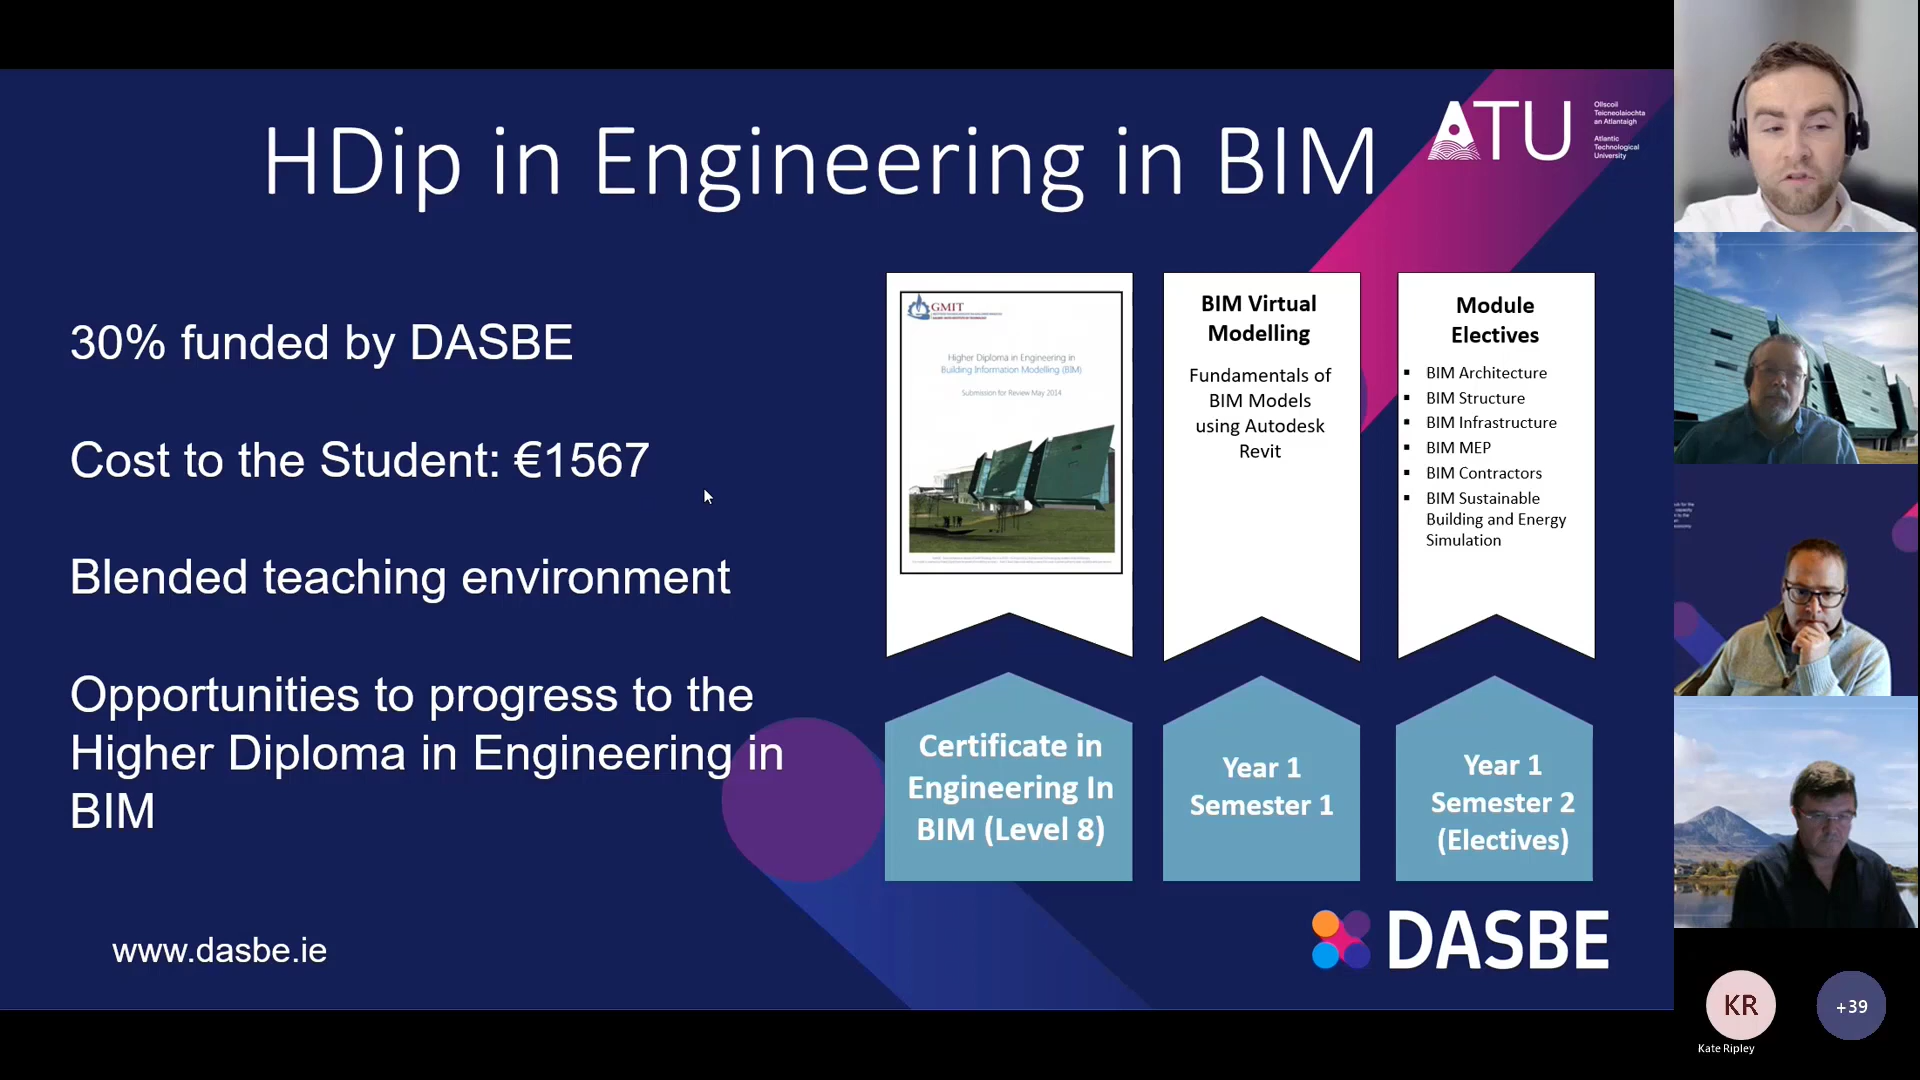 HDip in Engineering in BIM
ATU
Ollscoil
Teicneolaíochta
an Atlantaigh
Atlantic
Technological
University
30% funded by DASBE
Cost to the Student: €1567
Blended teaching environment
Opportunities to progress to the
Higher Diploma in Engineering in
BIM
www.dasbe.ie
GMIT
Higher Diploma in Engineering in
Building Information Modelling (BIM)
Submission for Review May 2014
BIM Virtual
Modelling
Fundamentals of
BIM Models
using Autodesk
Revit
Module
Electives
▪ BIM Architecture
▪ BIM Structure
▪ BIM Infrastructure
▪ BIM MEP
▪ BIM Contractors
▪ BIM Sustainable
Building and Energy
Simulation
Certificate in
Engineering In
BIM (Level 8)
Year 1
Semester 1
Year 1
Semester 2
(Electives)
DASBE
KR
Kate Ripley
+39